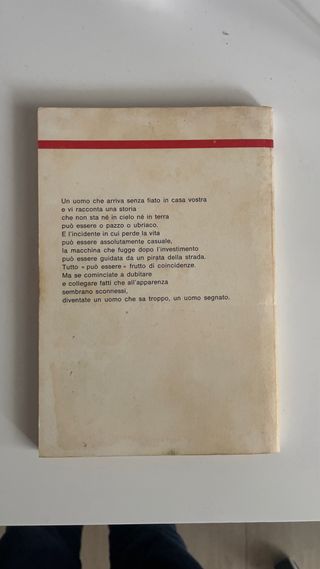 Un uomo che arriva senza fiato in casa vostra
e vi racconta una storia
che non sta né in cielo né in terra
può essere o pazzo o ubriaco.
E l'incidente in cui perde la vita
può essere assolutamente casuale,
la macchina che fugge dopo l'investimento
può essere guidata da un pirata della strada.
Tutto « può essere » frutto di coincidenze.
Ma se cominciate a dubitare
e collegare fatti che all'apparenza
sembrano sconnessi,
diventate un uomo che sa troppo, un uomo segnato.